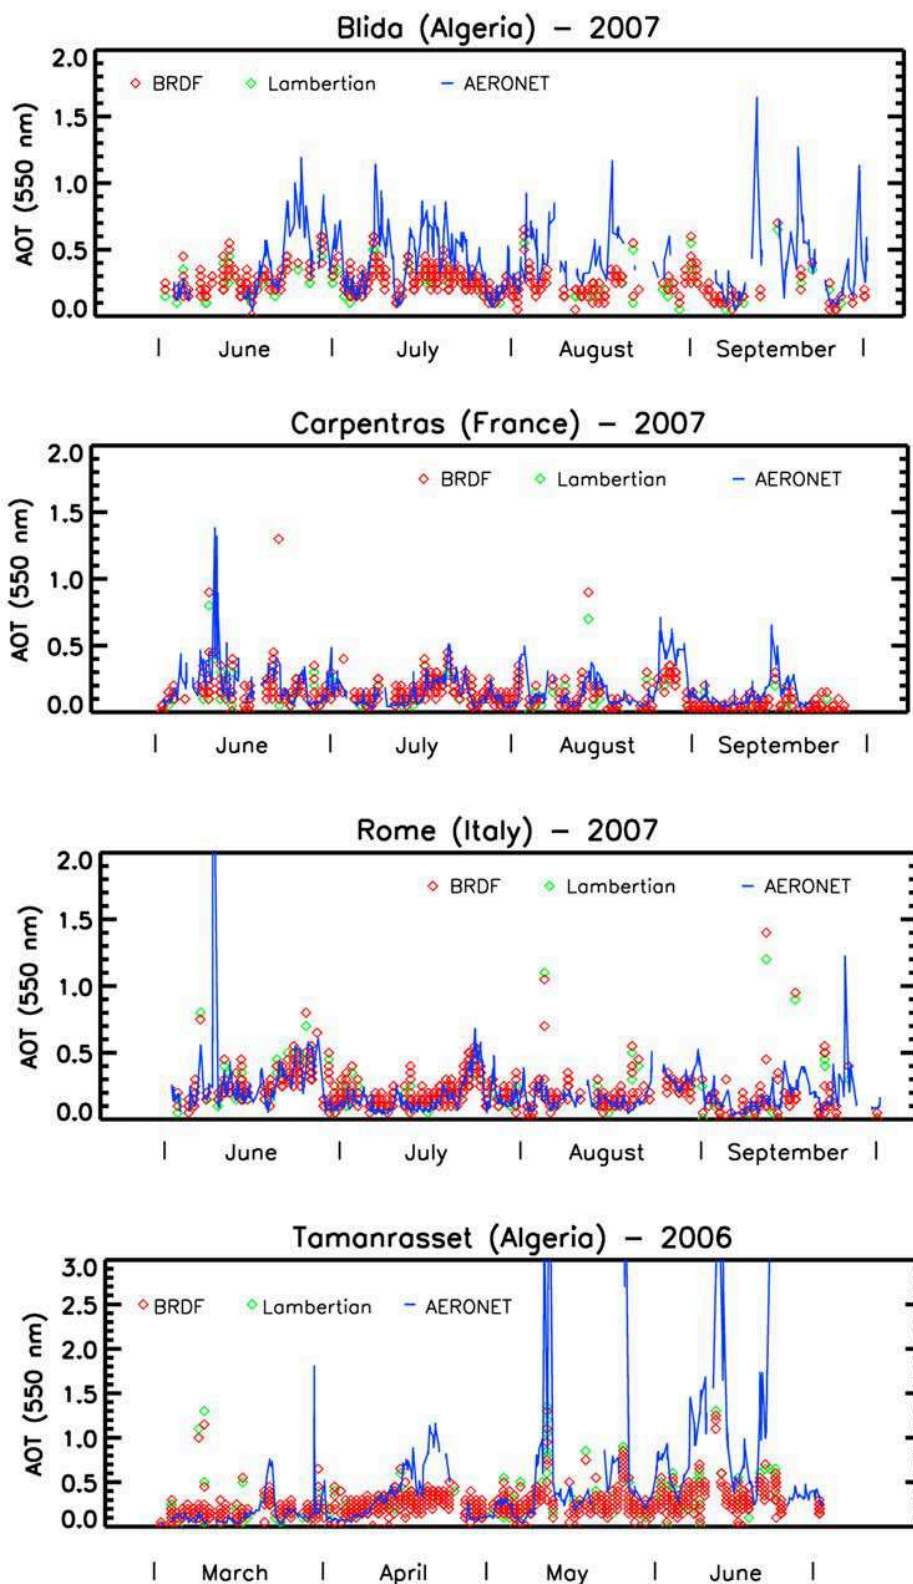 Blida (Algeria) – 2007
2.0
BRDF Lambertian AERONET
1.5
1.0
0.5
0.0
AOT (550 nm)
| June | July | August | September |
Carpentras (France) – 2007
2.0
BRDF Lambertian AERONET
1.5
1.0
0.5
0.0
AOT (550 nm)
| June | July | August | September |
Rome (Italy) – 2007
2.0
BRDF Lambertian AERONET
1.5
1.0
0.5
0.0
AOT (550 nm)
| June | July | August | September |
Tamanrasset (Algeria) – 2006
3.0
2.5
BRDF Lambertian AERONET
2.0
1.5
1.0
0.5
0.0
AOT (550 nm)
| March | April | May | June |